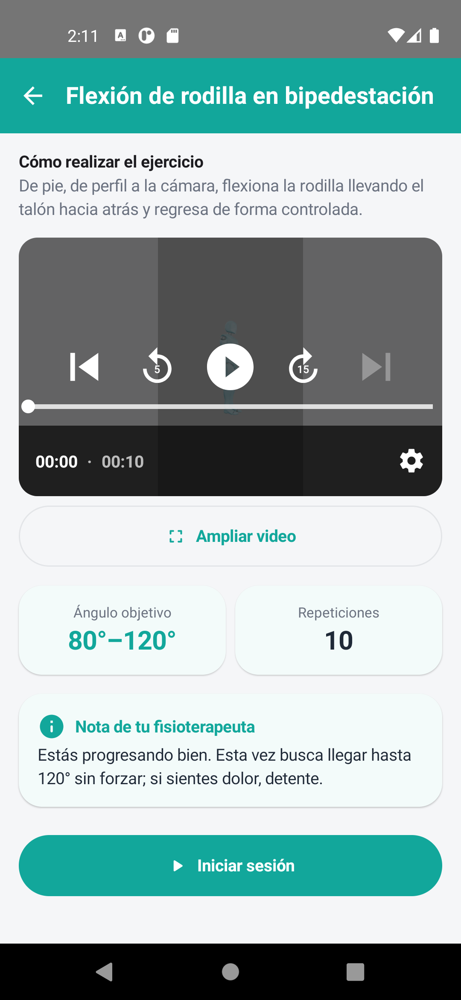 2:11
Flexión de rodilla en bipedestación
Cómo realizar el ejercicio
De pie, de perfil a la cámara, flexiona la rodilla llevando el
talón hacia atrás y regresa de forma controlada.
5
15
00:00 · 00:10
Ampliar video
Ángulo objetivo
80°–120°
Repeticiones
10
Nota de tu fisioterapeuta
Estás progresando bien. Esta vez busca llegar hasta
120° sin forzar; si sientes dolor, detente.
Iniciar sesión